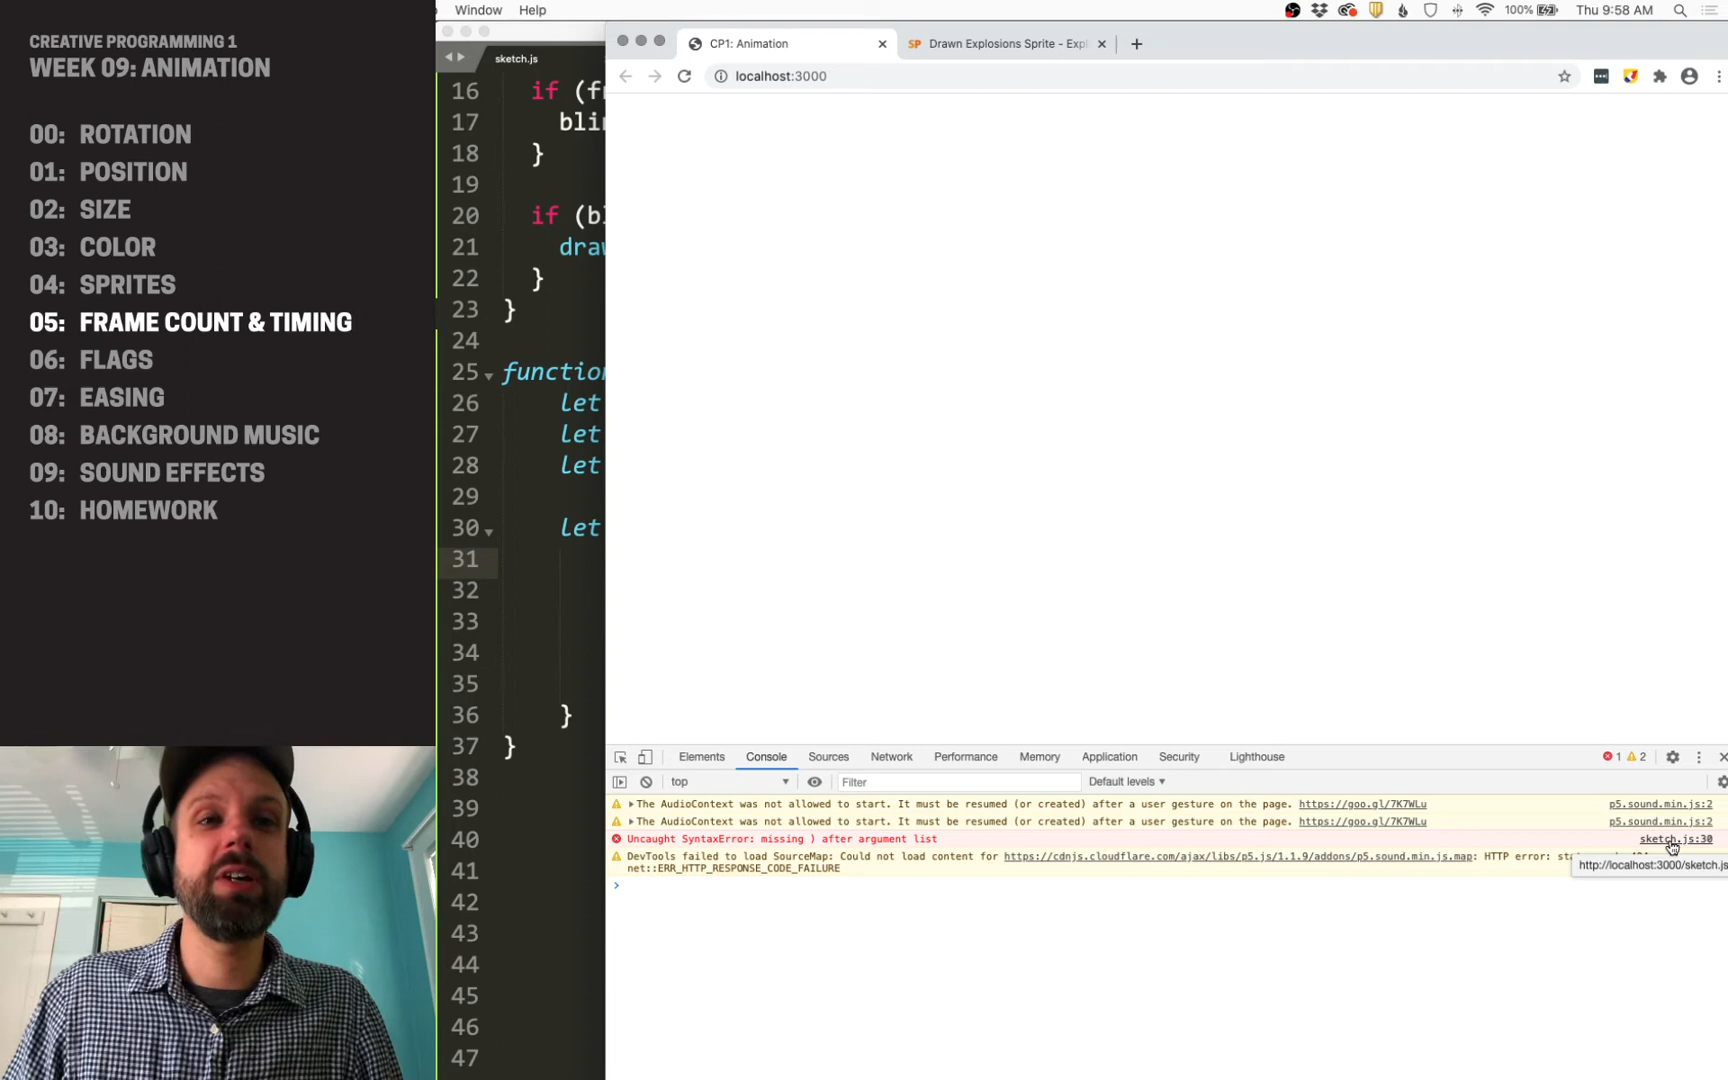 Window Help
100% Thu 9:58 AM
CREATIVE PROGRAMMING 1
WEEK 09: ANIMATION
00: ROTATION
01: POSITION
02: SIZE
03: COLOR
04: SPRITES
05: FRAME COUNT & TIMING
06: FLAGS
07: EASING
08: BACKGROUND MUSIC
09: SOUND EFFECTS
10: HOMEWORK
sketch.js
16 if (f
17 blin
18 }
19
20 if (bl
21 draw
22 }
23 }
24
25 function
26 let
27 let
28 let
29
30 let
31
32
33
34
35
36 }
37 }
38
39
40
41
42
43
44
45
46
47
CP1: Animation
SP Drawn Explosions Sprite - Expl
localhost:3000
Elements Console Sources Network Performance Memory Application Security Lighthouse 1 2
top Filter Default levels
The AudioContext was not allowed to start. It must be resumed (or created) after a user gesture on the page. https://goo.gl/7K7WLu p5.sound.min.js:2
The AudioContext was not allowed to start. It must be resumed (or created) after a user gesture on the page. https://goo.gl/7K7WLu p5.sound.min.js:2
Uncaught SyntaxError: missing ) after argument list sketch.js:30
DevTools failed to load SourceMap: Could not load content for https://cdnjs.cloudflare.com/ajax/libs/p5.js/1.1.9/addons/p5.sound.min.js.map: HTTP error:
net::ERR_HTTP_RESPONSE_CODE_FAILURE
http://localhost:3000/sketch.js